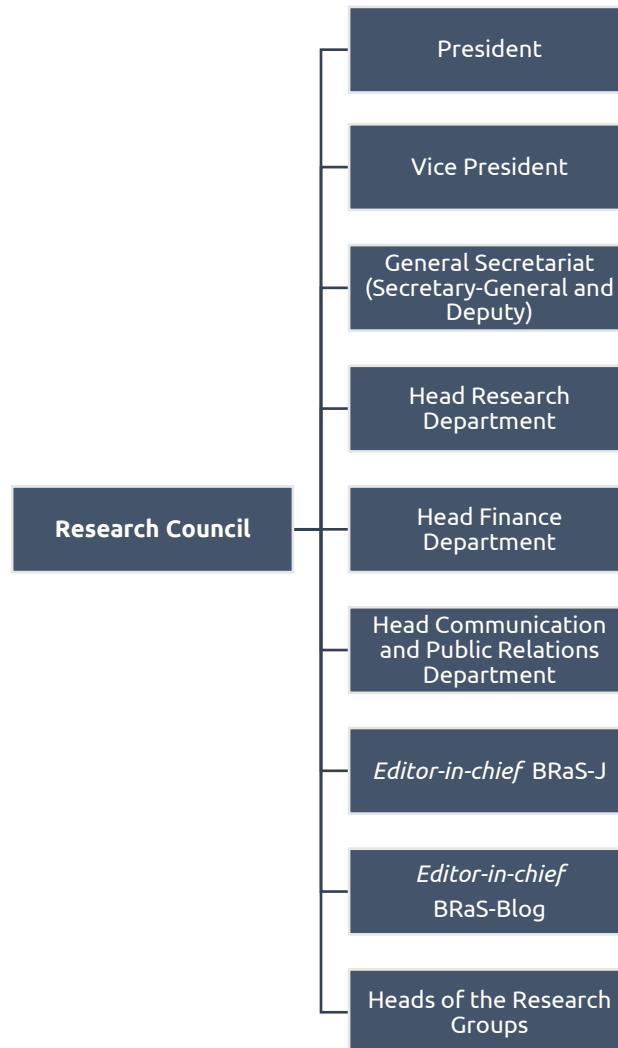 President
Vice President
General Secretariat
(Secretary-General and
Deputy)
Head Research
Department
Research Council
Head Finance
Department
Head Communication
and Public Relations
Department
Editor-in-chief BRaS-J
Editor-in-chief
BRaS-Blog
Heads of the Research
Groups